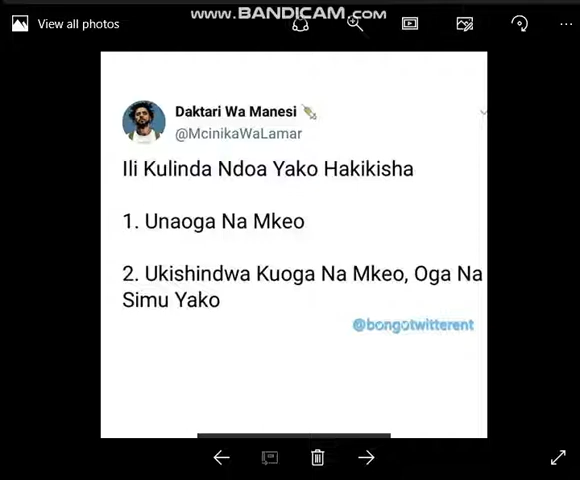 www.BANDICAM.com
View all photos
Daktari Wa Manesi
@McinikaWaLamar
Ili Kulinda Ndoa Yako Hakikisha
1. Unaoga Na Mkeo
2. Ukishindwa Kuoga Na Mkeo, Oga Na
Simu Yako
@bongotwitterent